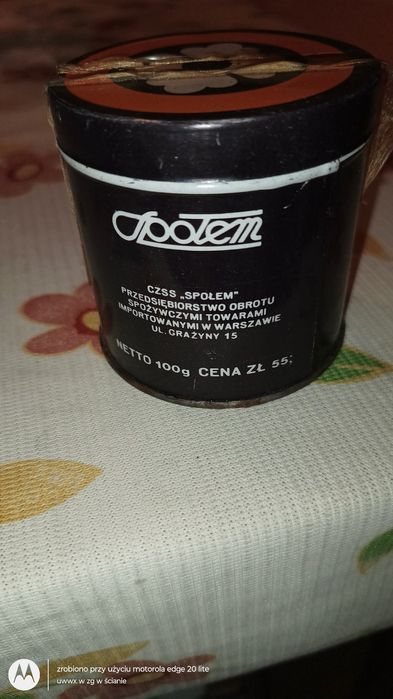 Społem
CZSS „SPOŁEM"
PRZEDSIĘBIORSTWO OBROTU
SPOŻYWCZYMI TOWARAMI
IMPORTOWANYMI W WARSZAWIE
UL. GRAŻYNY 15
NETTO 100g CENA ZŁ 55;
zrobiono przy użyciu motorola edge 20 lite
uwwx.w zg w ścianie